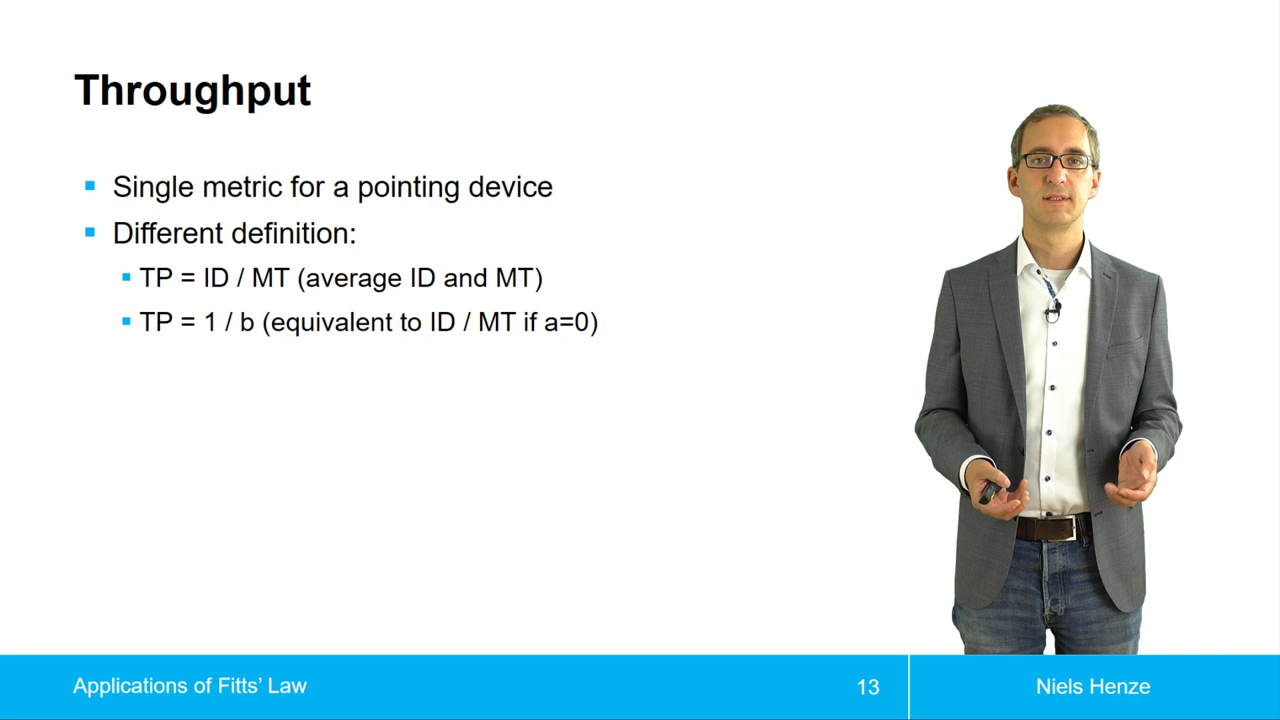 Throughput
▪ Single metric for a pointing device
▪ Different definition:
▪ TP = ID / MT (average ID and MT)
▪ TP = 1 / b (equivalent to ID / MT if a=0)
Applications of Fitts’ Law
13
Niels Henze